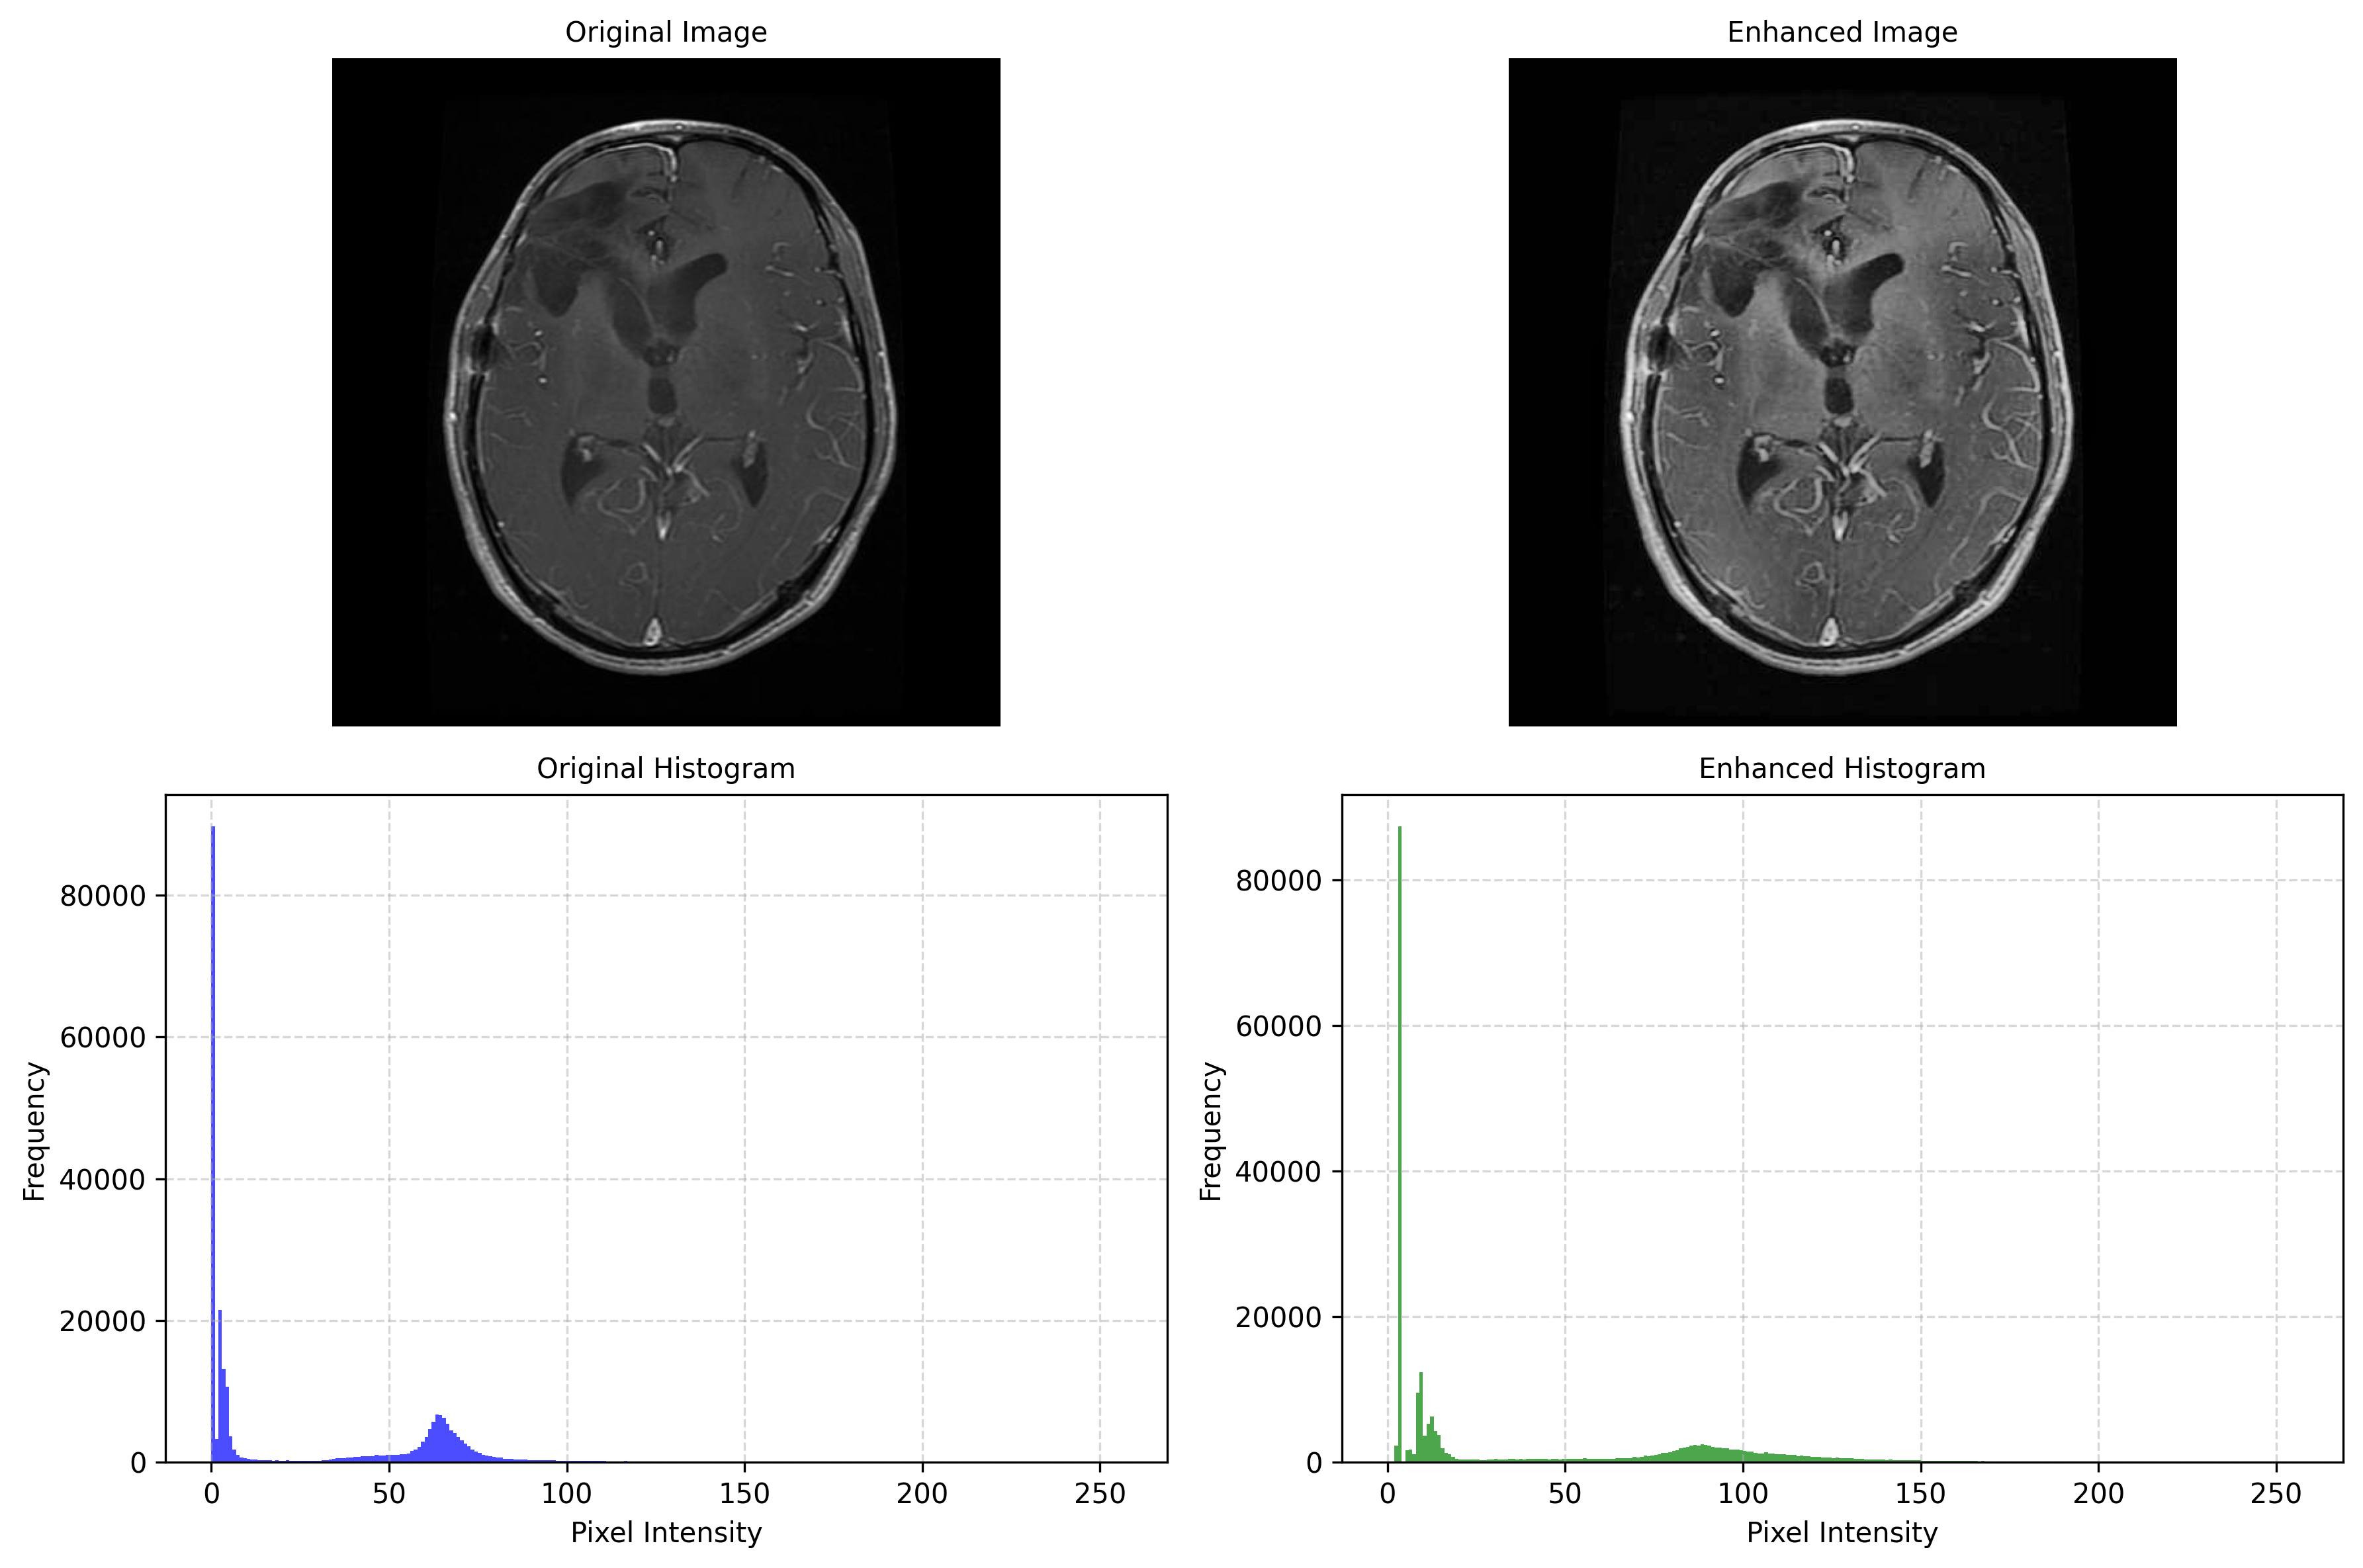 Original Image
Enhanced Image
Original Histogram
Frequency
80000
60000
40000
20000
0
0 50 100 150 200 250
Pixel Intensity
Enhanced Histogram
Frequency
80000
60000
40000
20000
0
0 50 100 150 200 250
Pixel Intensity